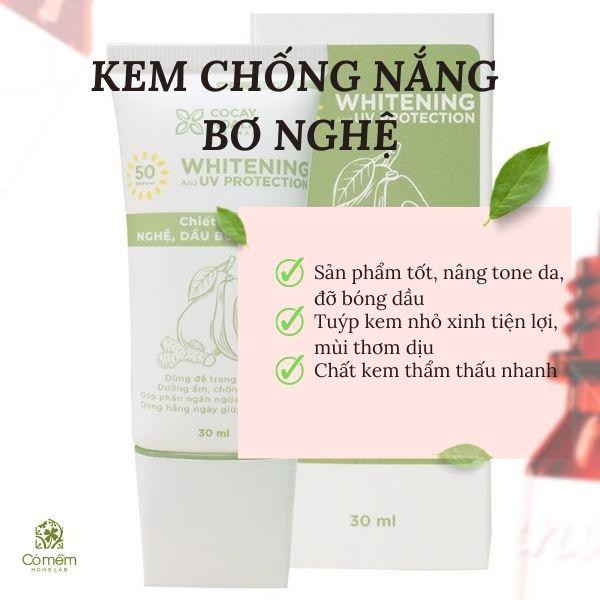 KEM CHỐNG NẮNG
BƠ NGHỆ
COCAY
WHITENING
And UV PROTECTION
50
Chiết
NGHỆ, DẦU BƠ
Dùng để trang
Dưỡng ẩm, chốn
Góp phần ngăn ngừa
Dùng hằng ngày giúp
30 ml
WHITENING
UV PROTECTION
Sản phẩm tốt, nâng tone da,
đỡ bóng dầu
Tuýp kem nhỏ xinh tiện lợi,
mùi thơm dịu
Chất kem thẩm thấu nhanh
30 ml
Cỏ mềm
HOME LAB